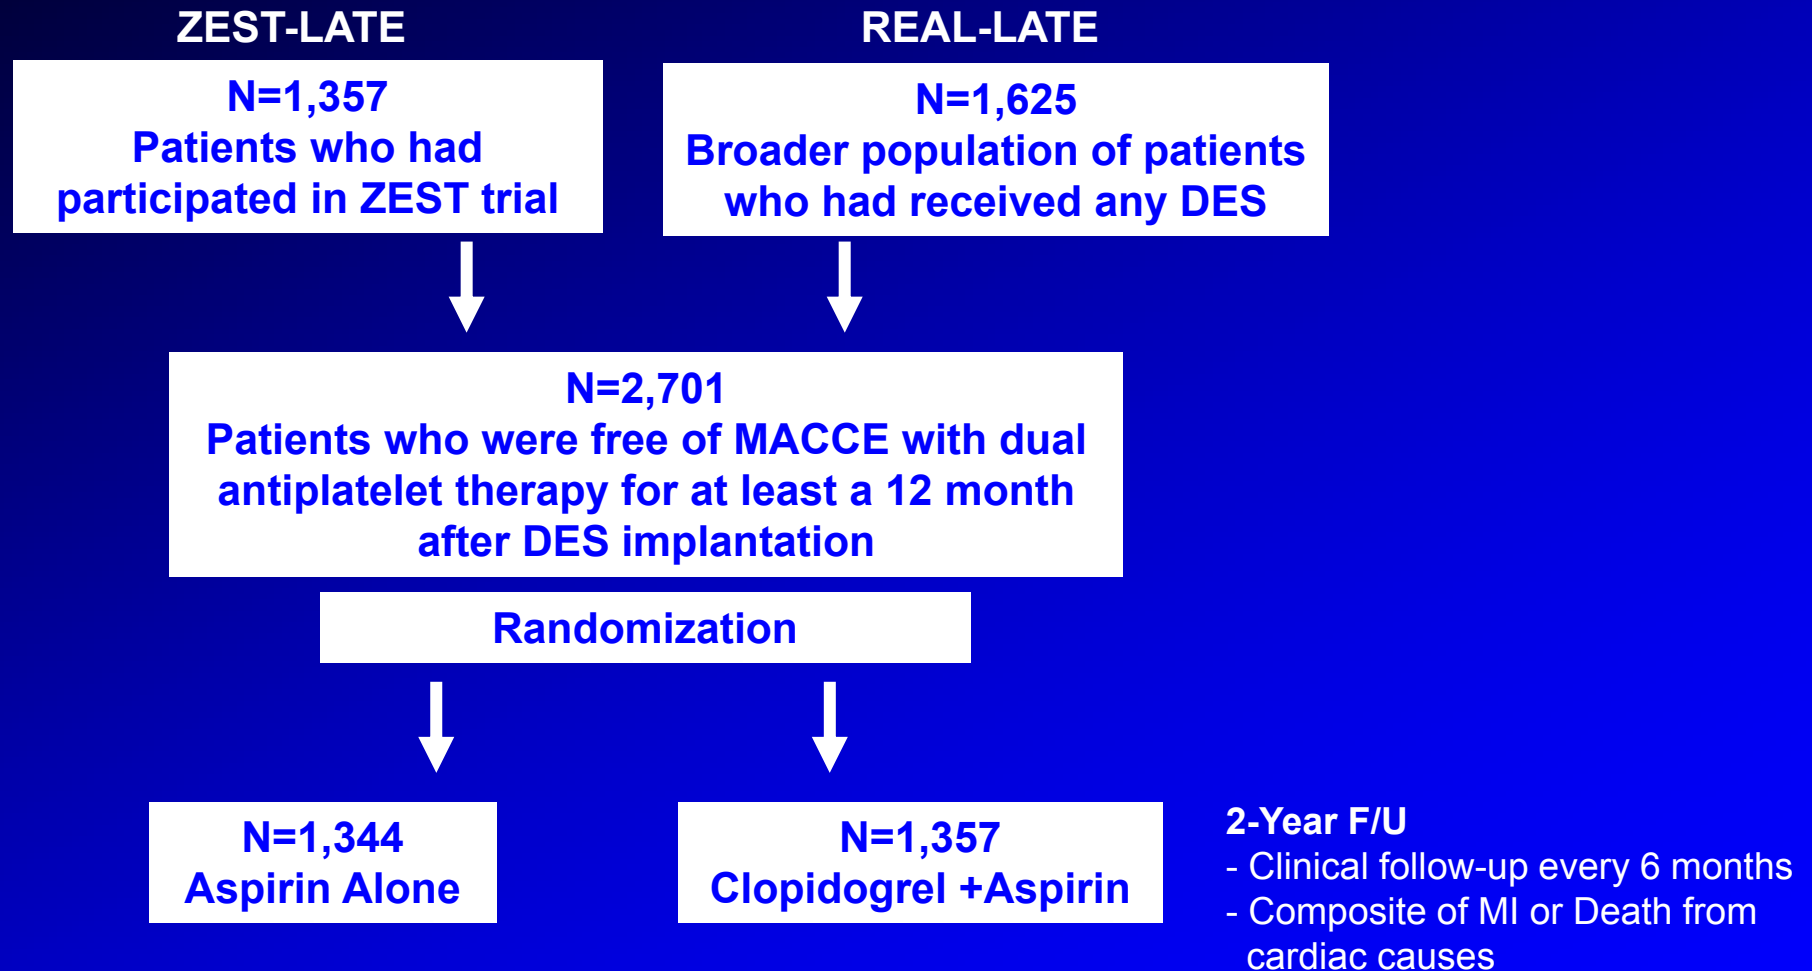 ZEST-LATE
REAL-LATE
N=1,357
Patients who had
participated in ZEST trial
N=1,625
Broader population of patients
who had received any DES
N=2,701
Patients who were free of MACCE with dual
antiplatelet therapy for at least a 12 month
after DES implantation
Randomization
N=1,344
Aspirin Alone
N=1,357
Clopidogrel +Aspirin
2-Year F/U
- Clinical follow-up every 6 months
- Composite of MI or Death from
cardiac causes